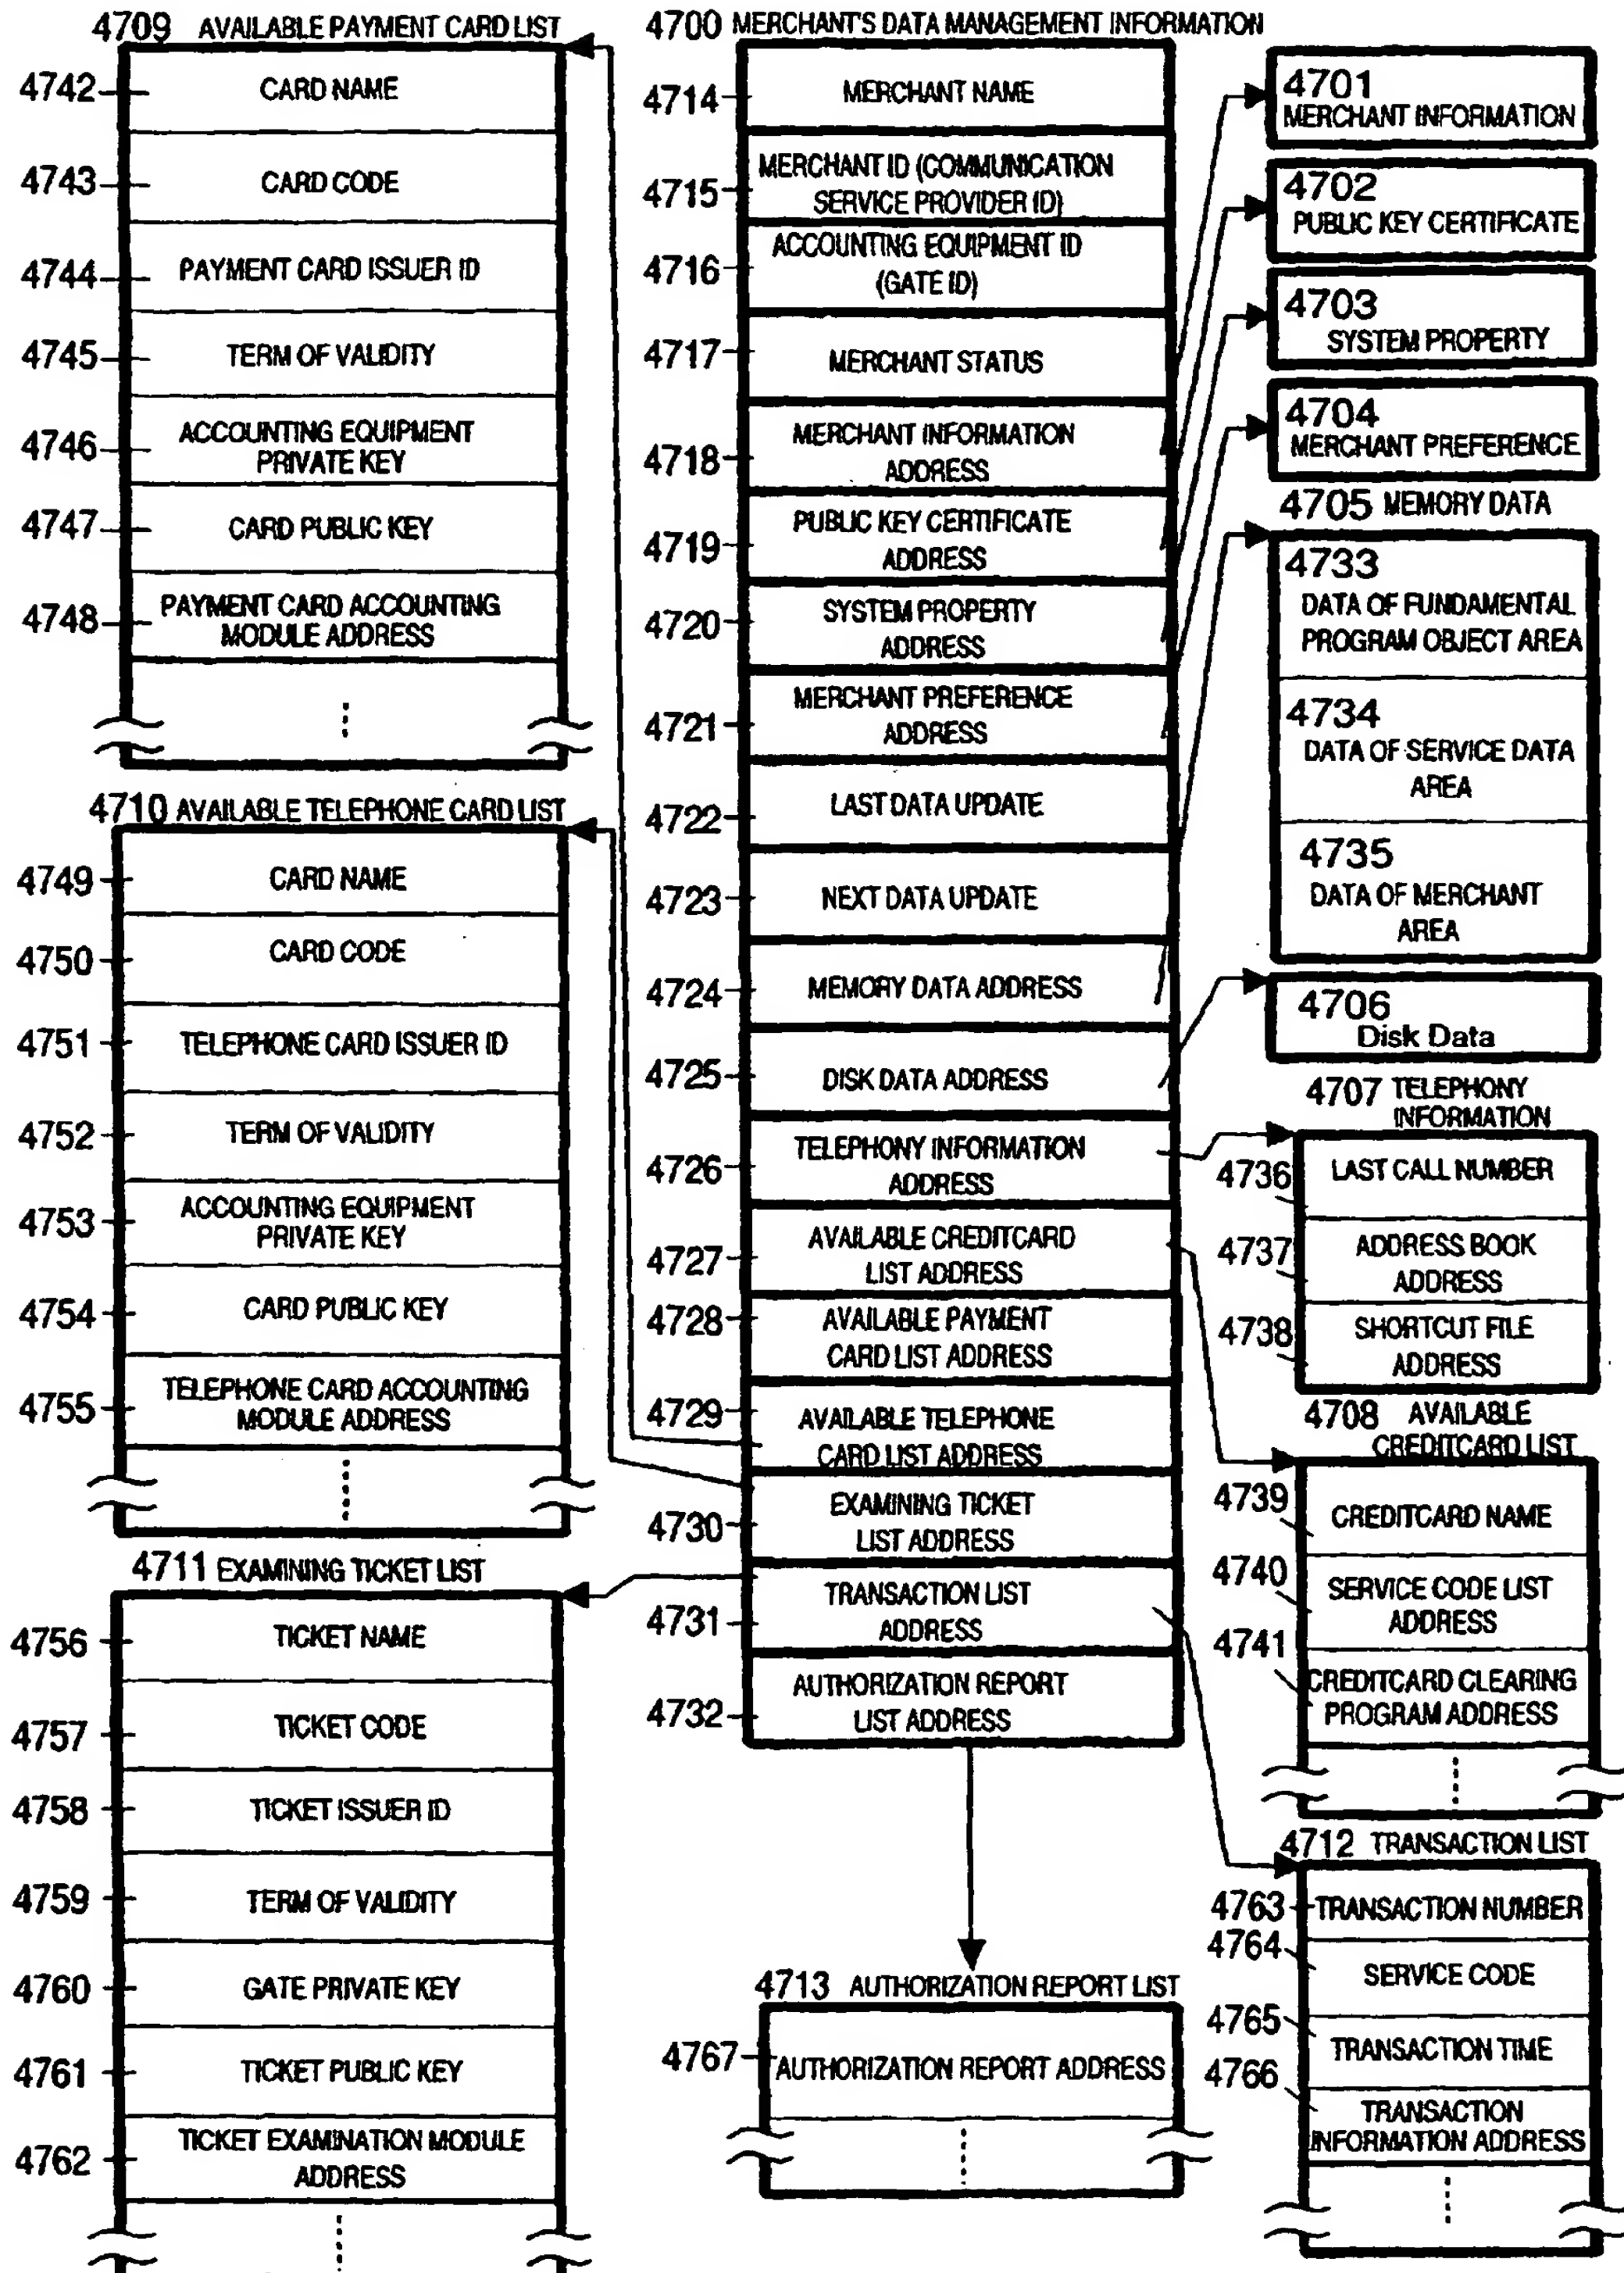 4709 AVAILABLE PAYMENT CARD LIST
4742 CARD NAME
4743 CARD CODE
4744 PAYMENT CARD ISSUER ID
4745 TERM OF VALIDITY
4746 ACCOUNTING EQUIPMENT
PRIVATE KEY
4747 CARD PUBLIC KEY
4748 PAYMENT CARD ACCOUNTING
MODULE ADDRESS
4710 AVAILABLE TELEPHONE CARD LIST
4749 CARD NAME
4750 CARD CODE
4751 TELEPHONE CARD ISSUER ID
4752 TERM OF VALIDITY
4753 ACCOUNTING EQUIPMENT
PRIVATE KEY
4754 CARD PUBLIC KEY
4755 TELEPHONE CARD ACCOUNTING
MODULE ADDRESS
4711 EXAMINING TICKET LIST
4756 TICKET NAME
4757 TICKET CODE
4758 TICKET ISSUER ID
4759 TERM OF VALIDITY
4760 GATE PRIVATE KEY
4761 TICKET PUBLIC KEY
4762 TICKET EXAMINATION MODULE
ADDRESS
4700 MERCHANT'S DATA MANAGEMENT INFORMATION
4714 MERCHANT NAME
4715 MERCHANT ID (COMMUNICATION
SERVICE PROVIDER ID)
4716 ACCOUNTING EQUIPMENT ID
(GATE ID)
4717 MERCHANT STATUS
4718 MERCHANT INFORMATION
ADDRESS
4719 PUBLIC KEY CERTIFICATE
ADDRESS
4720 SYSTEM PROPERTY
ADDRESS
4721 MERCHANT PREFERENCE
ADDRESS
4722 LAST DATA UPDATE
4723 NEXT DATA UPDATE
4724 MEMORY DATA ADDRESS
4725 DISK DATA ADDRESS
4726 TELEPHONY INFORMATION
ADDRESS
4727 AVAILABLE CREDITCARD
LIST ADDRESS
4728 AVAILABLE PAYMENT
CARD LIST ADDRESS
4729 AVAILABLE TELEPHONE
CARD LIST ADDRESS
4730 EXAMINING TICKET
LIST ADDRESS
4731 TRANSACTION LIST
ADDRESS
4732 AUTHORIZATION REPORT
LIST ADDRESS
4713 AUTHORIZATION REPORT LIST
4767 AUTHORIZATION REPORT ADDRESS
4701
MERCHANT INFORMATION
4702
PUBLIC KEY CERTIFICATE
4703
SYSTEM PROPERTY
4704
MERCHANT PREFERENCE
4705 MEMORY DATA
4733
DATA OF FUNDAMENTAL
PROGRAM OBJECT AREA
4734
DATA OF SERVICE DATA
AREA
4735
DATA OF MERCHANT
AREA
4706
Disk Data
4707 TELEPHONY
INFORMATION
4736 LAST CALL NUMBER
4737 ADDRESS BOOK
ADDRESS
4738 SHORTCUT FILE
ADDRESS
4708 AVAILABLE
CREDITCARD LIST
4739 CREDITCARD NAME
4740 SERVICE CODE LIST
ADDRESS
4741 CREDITCARD CLEARING
PROGRAM ADDRESS
4712 TRANSACTION LIST
4763 TRANSACTION NUMBER
4764 SERVICE CODE
4765 TRANSACTION TIME
4766 TRANSACTION
INFORMATION ADDRESS